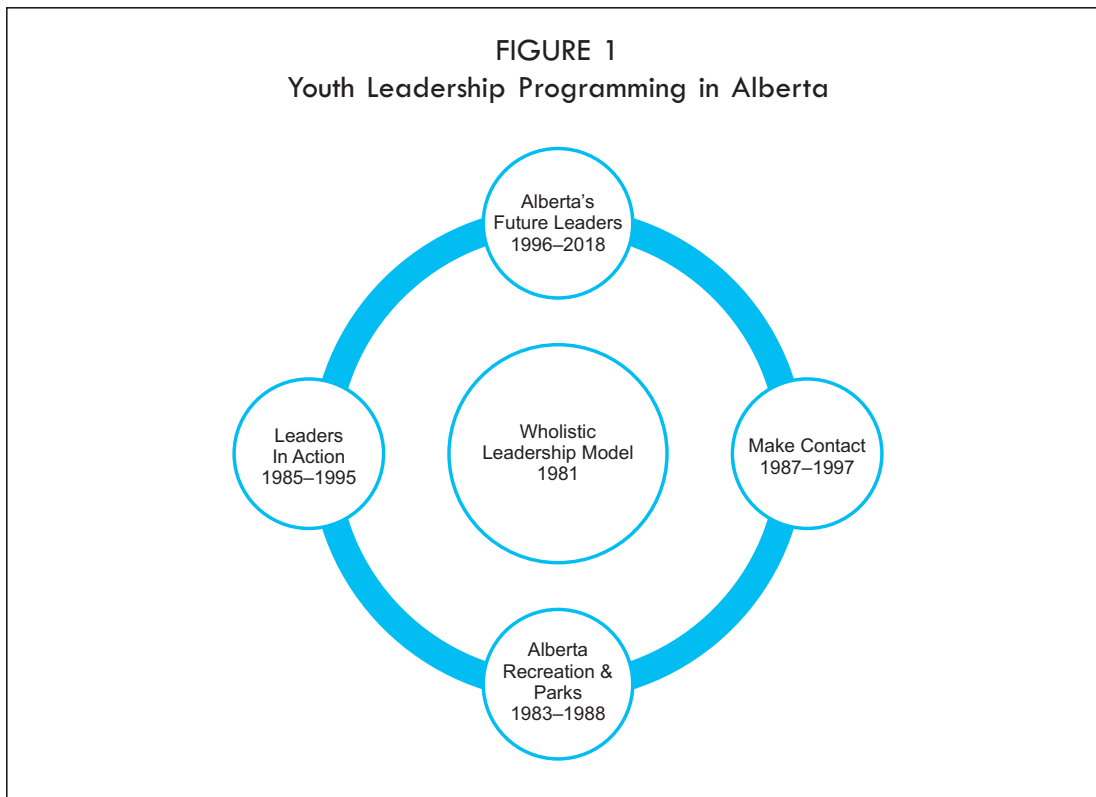 FIGURE 1
Youth Leadership Programming in Alberta
Alberta’s
Future Leaders
1996–2018
Leaders
In Action
1985–1995
Wholistic
Leadership Model
1981
Make Contact
1987–1997
Alberta
Recreation &
Parks
1983–1988